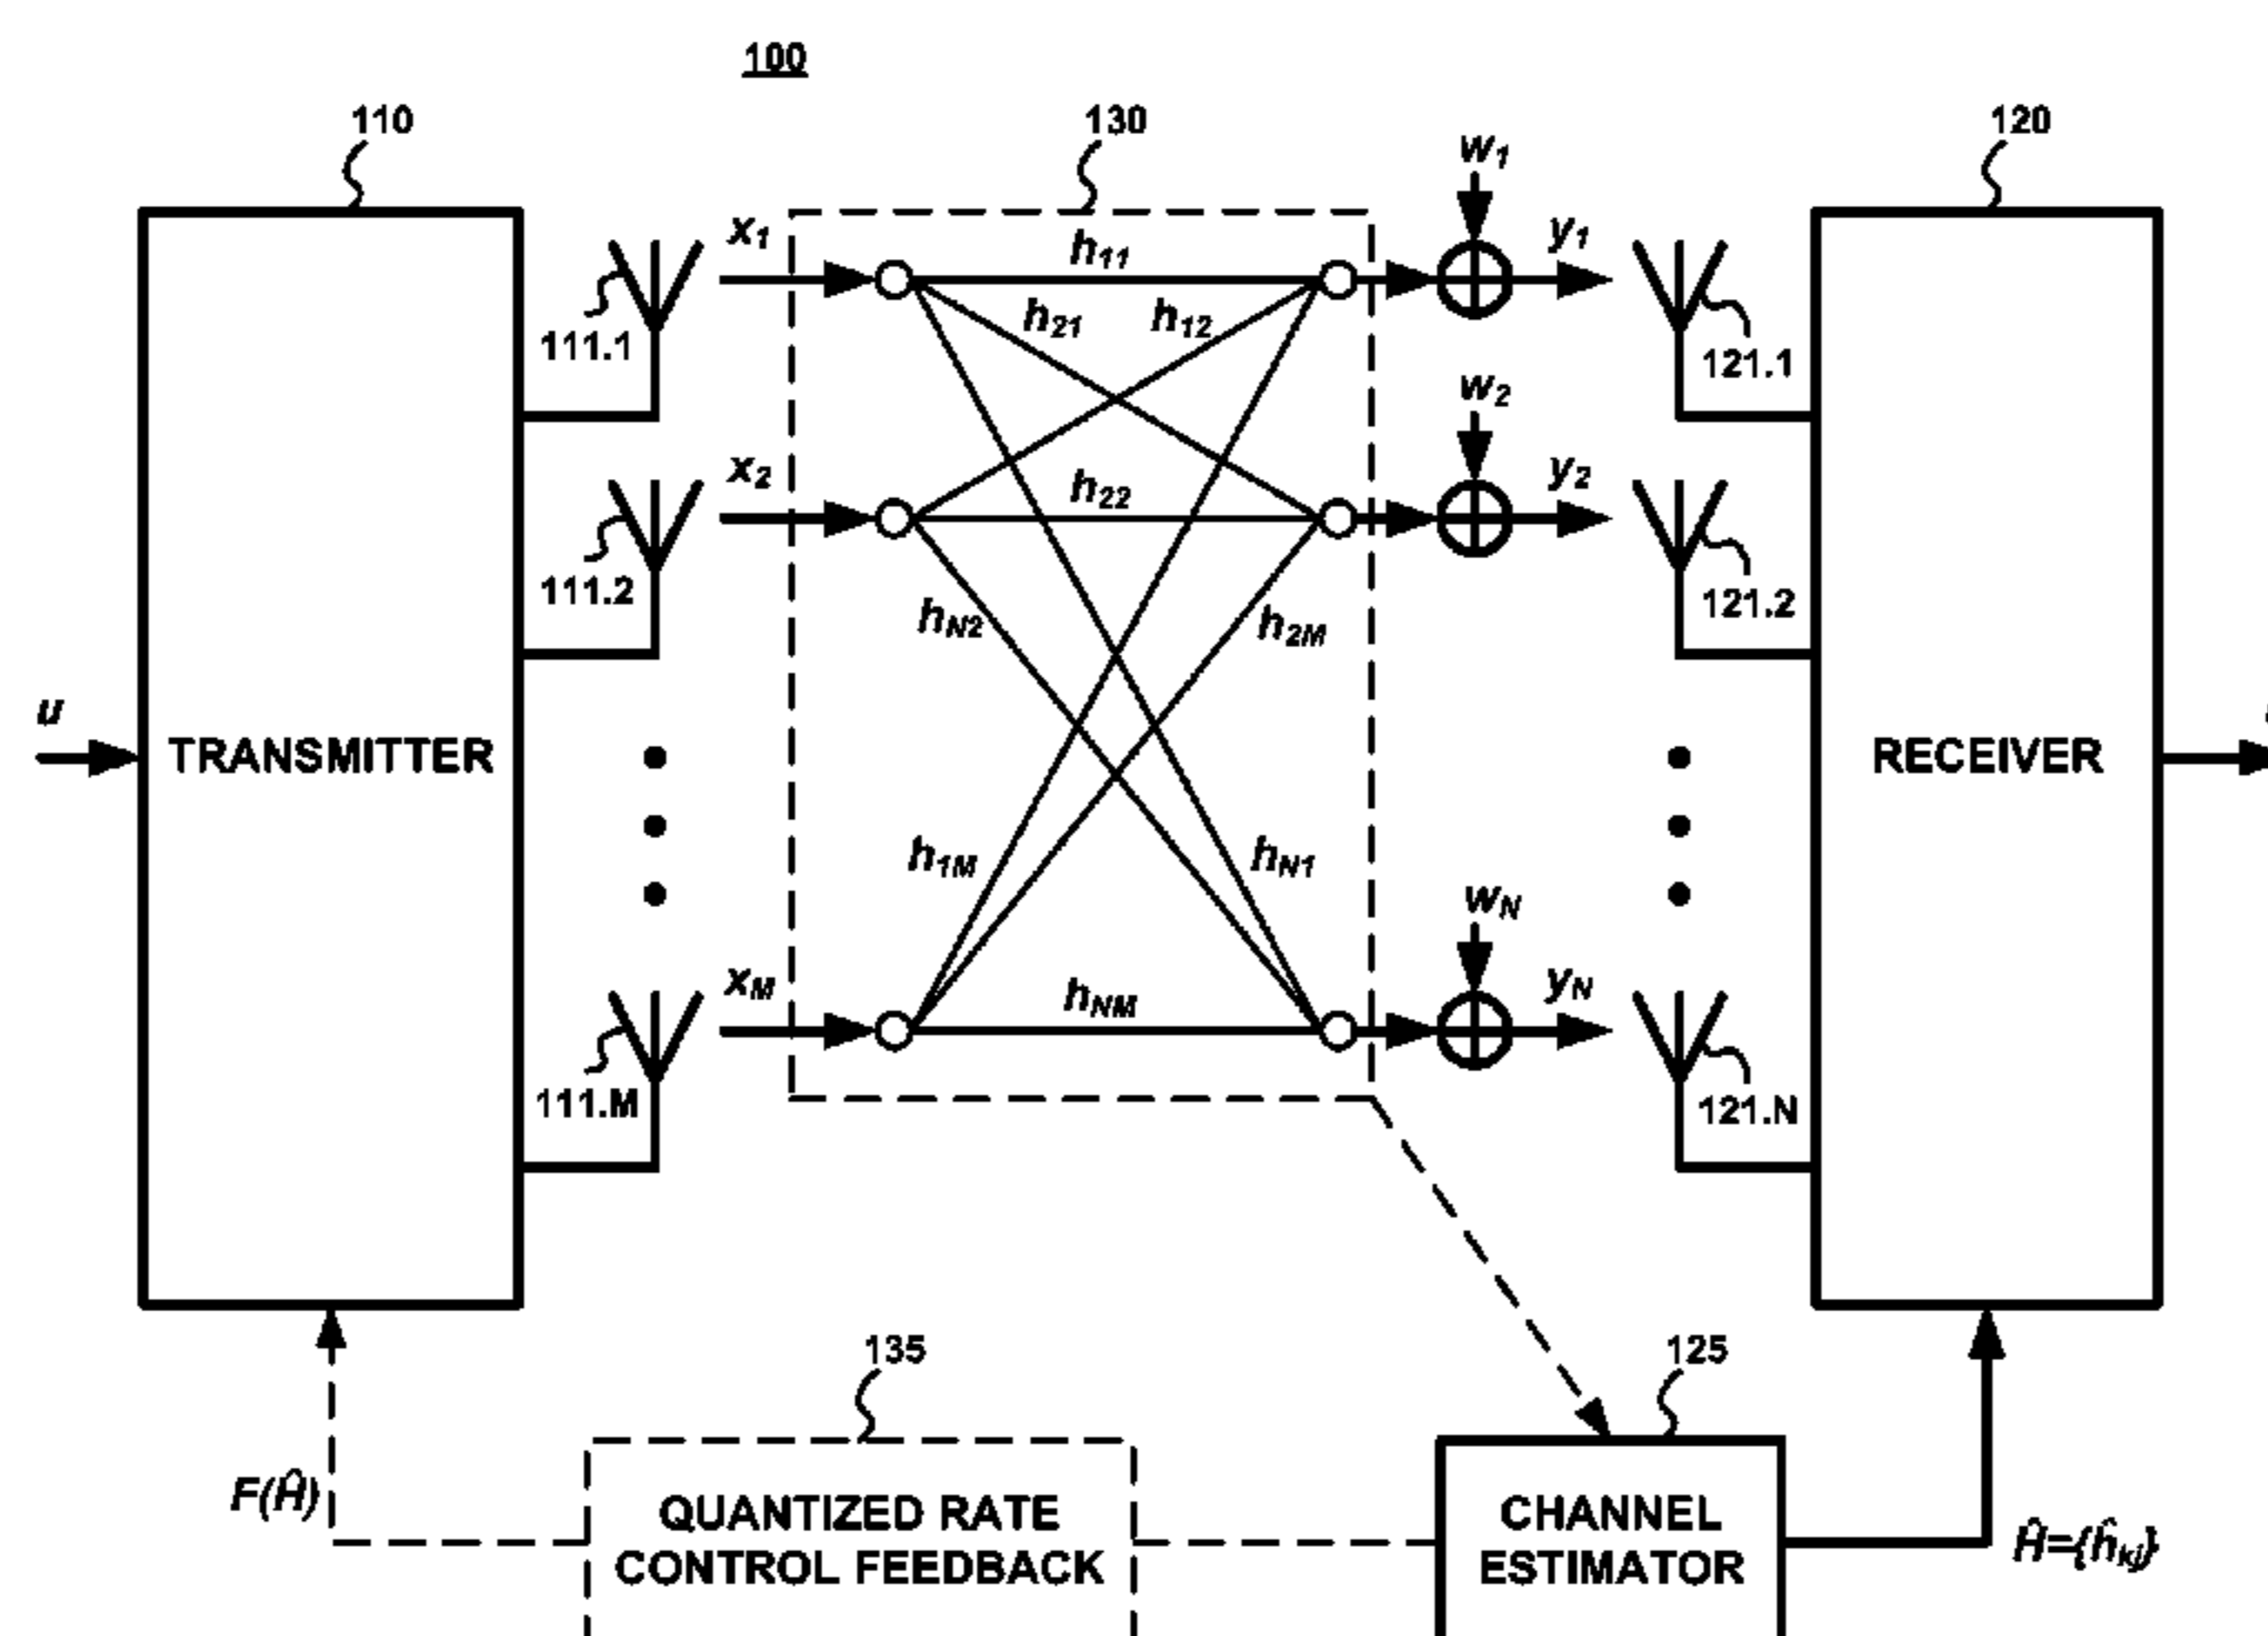 100
110
130
120
w1
x1
h11
y1
h21
h12
111.1
121.1
w2
x2
h22
y2
111.2
121.2
hN2
h2M
u
TRANSMITTER
RECEIVER
h1M
hN1
wN
xM
hNM
yN
111.M
121.N
135
125
F(Ĥ)
QUANTIZED RATE
CONTROL FEEDBACK
CHANNEL
ESTIMATOR
Ĥ={ĥkj}